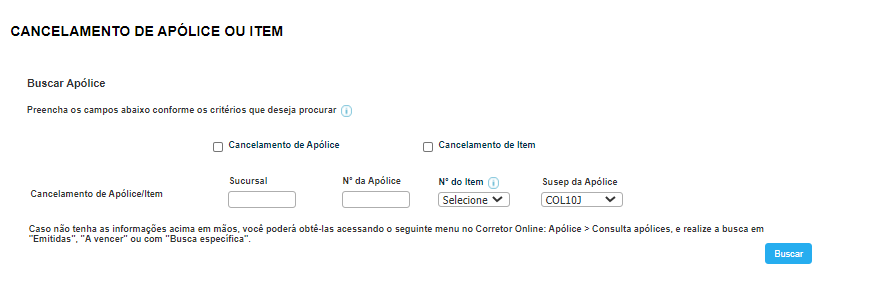 CANCELAMENTO DE APÓLICE OU ITEM
Buscar Apólice
Preencha os campos abaixo conforme os critérios que deseja procurar i
Cancelamento de Apólice Cancelamento de Item
Sucursal N° da Apólice N° do Item i Susep da Apólice
Cancelamento de Apólice/Item Selecione COL10J
Caso não tenha as informações acima em mãos, você poderá obtê-las acessando o seguinte menu no Corretor Online: Apólice > Consulta apólices, e realize a busca em
"Emitidas", "A vencer" ou com "Busca específica".
Buscar